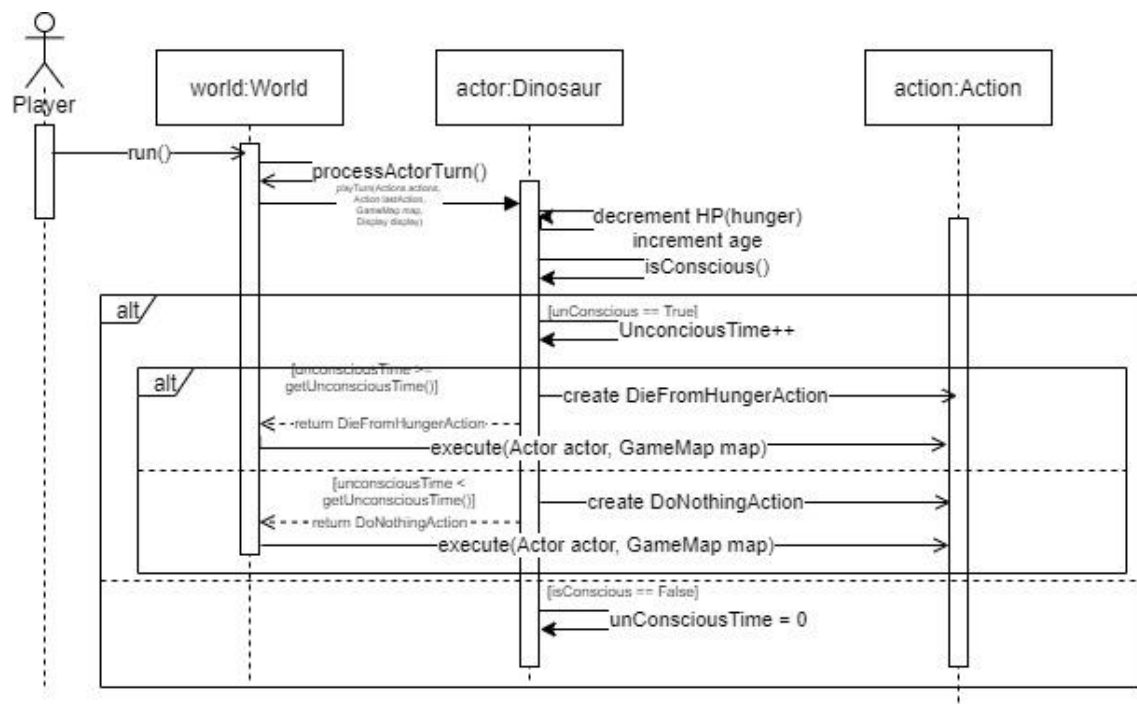 world:World
actor:Dinosaur
action:Action
Player
run()
processActorTurn()
playTurn(Actions actions,
Action lastAction,
GameMap map,
Display display)
decrement HP(hunger)
increment age
isConscious()
alt
[unConscious == True]
UnconciousTime++
alt
[unconsciousTime >=
getUnconsciousTime()]
create DieFromHungerAction
return DieFromHungerAction
execute(Actor actor, GameMap map)
[unconsciousTime <
getUnconsciousTime()]
create DoNothingAction
return DoNothingAction
execute(Actor actor, GameMap map)
[isConscious == False]
unConsciousTime = 0